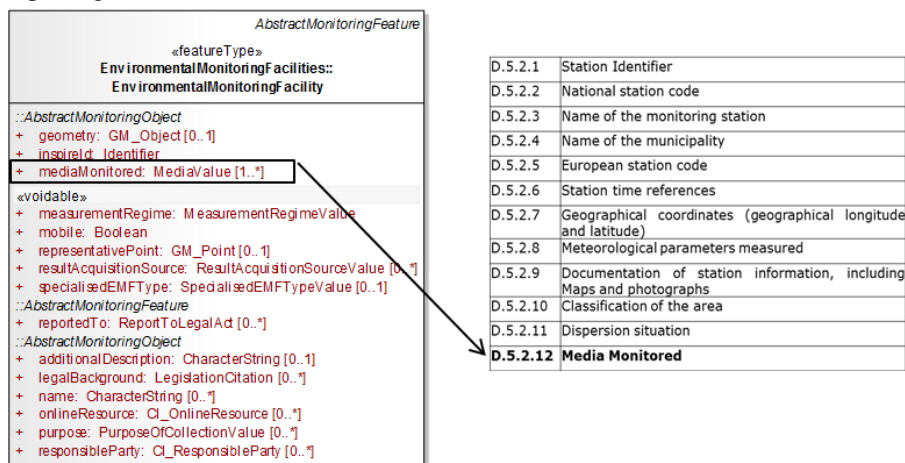 AbstractMonitoringFeature
«featureType»
EnvironmentalMonitoringFacilities::
EnvironmentalMonitoringFacility
::AbstractMonitoringObject
+ geometry: GM_Object [0..1]
+ inspireId: Identifier
+ mediaMonitored: MediaValue [1..*]
«voidable»
+ measurementRegime: MeasurementRegimeValue
+ mobile: Boolean
+ representativePoint: GM_Point [0..1]
+ resultAcquisitionSource: ResultAcquisitionSourceValue [0..*]
+ specialisedEMFType: SpecialisedEMFTypeValue [0..1]
::AbstractMonitoringFeature
+ reportedTo: ReportToLegalAct [0..*]
::AbstractMonitoringObject
+ additionalDescription: CharacterString [0..1]
+ legalBackground: LegislationCitation [0..*]
+ name: CharacterString [0..*]
+ onlineResource: CI_OnlineResource [0..*]
+ purpose: PurposeOfCollectionValue [0..*]
+ responsibleParty: CI_ResponsibleParty [0..*]
D.5.2.1 Station Identifier
D.5.2.2 National station code
D.5.2.3 Name of the monitoring station
D.5.2.4 Name of the municipality
D.5.2.5 European station code
D.5.2.6 Station time references
D.5.2.7 Geographical coordinates (geographical longitude
and latitude)
D.5.2.8 Meteorological parameters measured
D.5.2.9 Documentation of station information, including
Maps and photographs
D.5.2.10 Classification of the area
D.5.2.11 Dispersion situation
D.5.2.12 Media Monitored